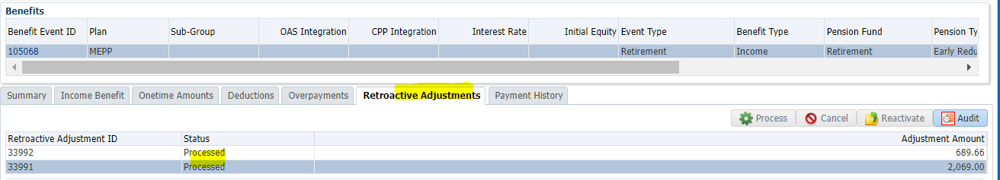 Benefits
Benefit Event ID Plan Sub-Group OAS Integration CPP Integration Interest Rate Initial Equity Event Type Benefit Type Pension Fund Pension Ty
105068 MEPP Retirement Income Retirement Early Redu
Summary Income Benefit Onetime Amounts Deductions Overpayments Retroactive Adjustments Payment History
Process Cancel Reactivate Audit
Retroactive Adjustment ID Status Adjustment Amount
33992 Processed 689.66
33991 Processed 2,069.00